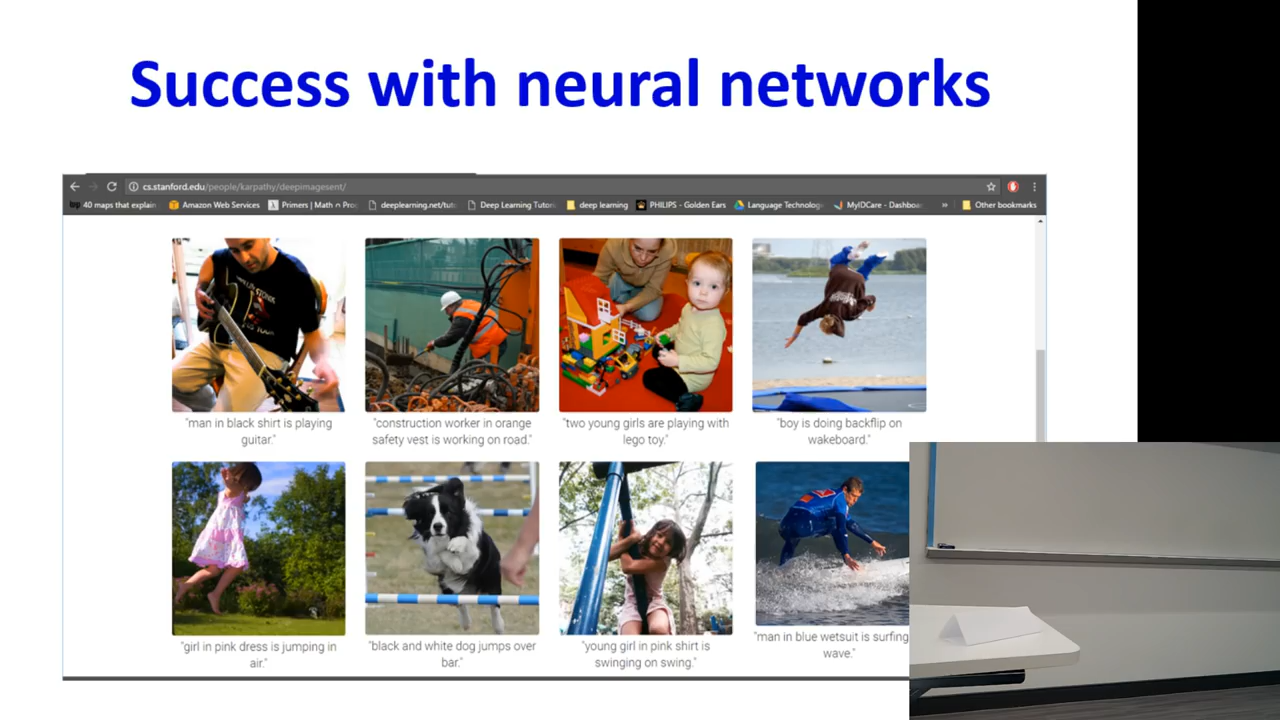 Success with neural networks
cs.stanford.edu/people/karpathy/deepimagesent/
40 maps that explain
Amazon Web Services
Primers | Math ∩ Prog
deeplearning.net/tut
Deep Learning Tutori
deep learning
PHILIPS - Golden Ears
Language Technolog
MyIDCare - Dashboa
»
Other bookmarks
"man in black shirt is playing
guitar."
"construction worker in orange
safety vest is working on road."
"two young girls are playing with
lego toy."
"boy is doing backflip on
wakeboard."
"girl in pink dress is jumping in
air."
"black and white dog jumps over
bar."
"young girl in pink shirt is
swinging on swing."
"man in blue wetsuit is surfing
wave."